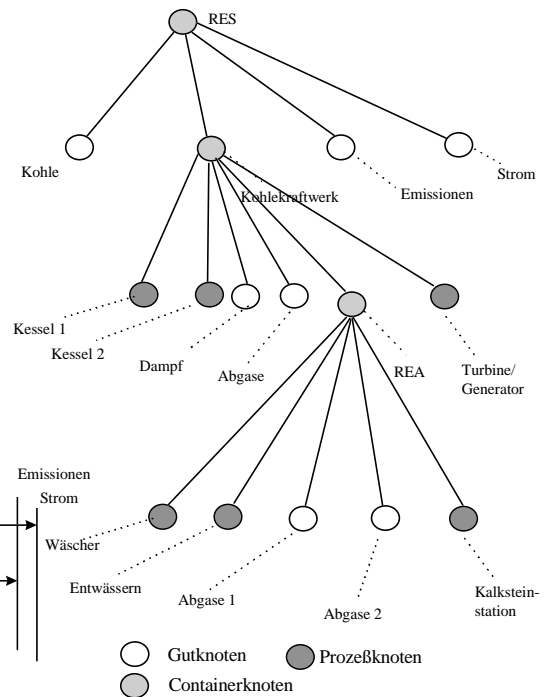 RES
Kohle
Kohlekraftwerk
Emissionen
Strom
Kessel 1
Kessel 2
Dampf
Abgase
REA
Turbine/
Generator
Emissionen
Strom
Wäscher
Entwässern
Abgase 1
Abgase 2
Kalkstein-
station
Gutknoten
Prozeßknoten
Containerknoten